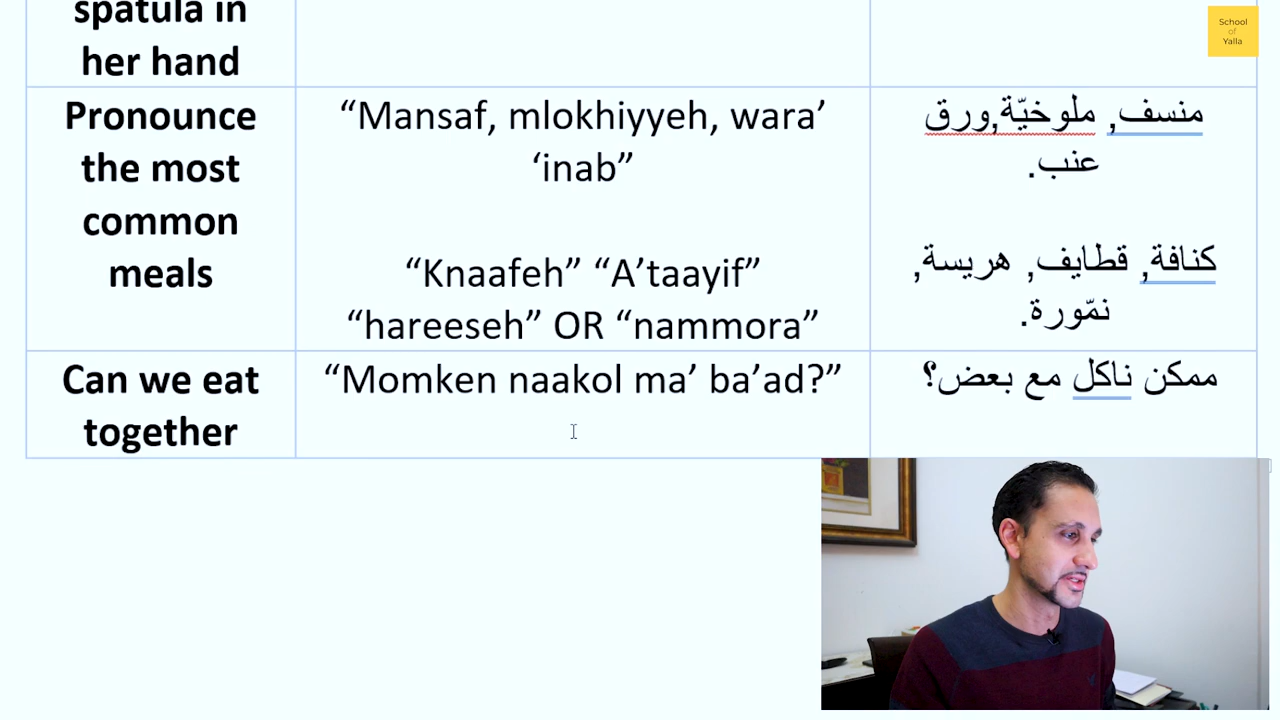 spatula in
her hand
Pronounce
the most
common
meals
“Mansaf, mlokhiyyeh, wara’
‘inab”
“Knaafeh” “A’taayif”
“hareeseh” OR “nammora”
منسف, ملوخيّة,ورق
عنب.
كنافة, قطايف, هريسة,
نمّورة.
Can we eat
together
“Momken naakol ma’ ba’ad?”
ممكن ناكل مع بعض؟
School
of
Yalla